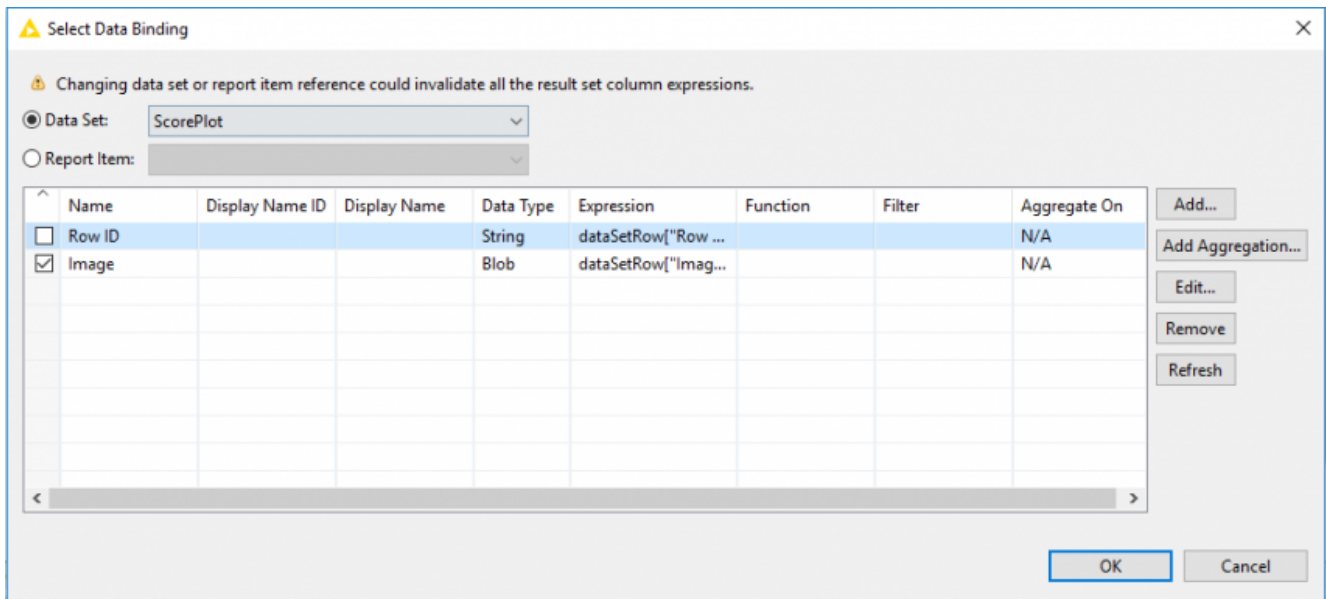 Select Data Binding
Changing data set or report item reference could invalidate all the result set column expressions.
Data Set: ScorePlot
Report Item:
Name Display Name ID Display Name Data Type Expression Function Filter Aggregate On
Row ID String dataSetRow["Row ... N/A
Image Blob dataSetRow["Imag... N/A
Add...
Add Aggregation...
Edit...
Remove
Refresh
OK Cancel